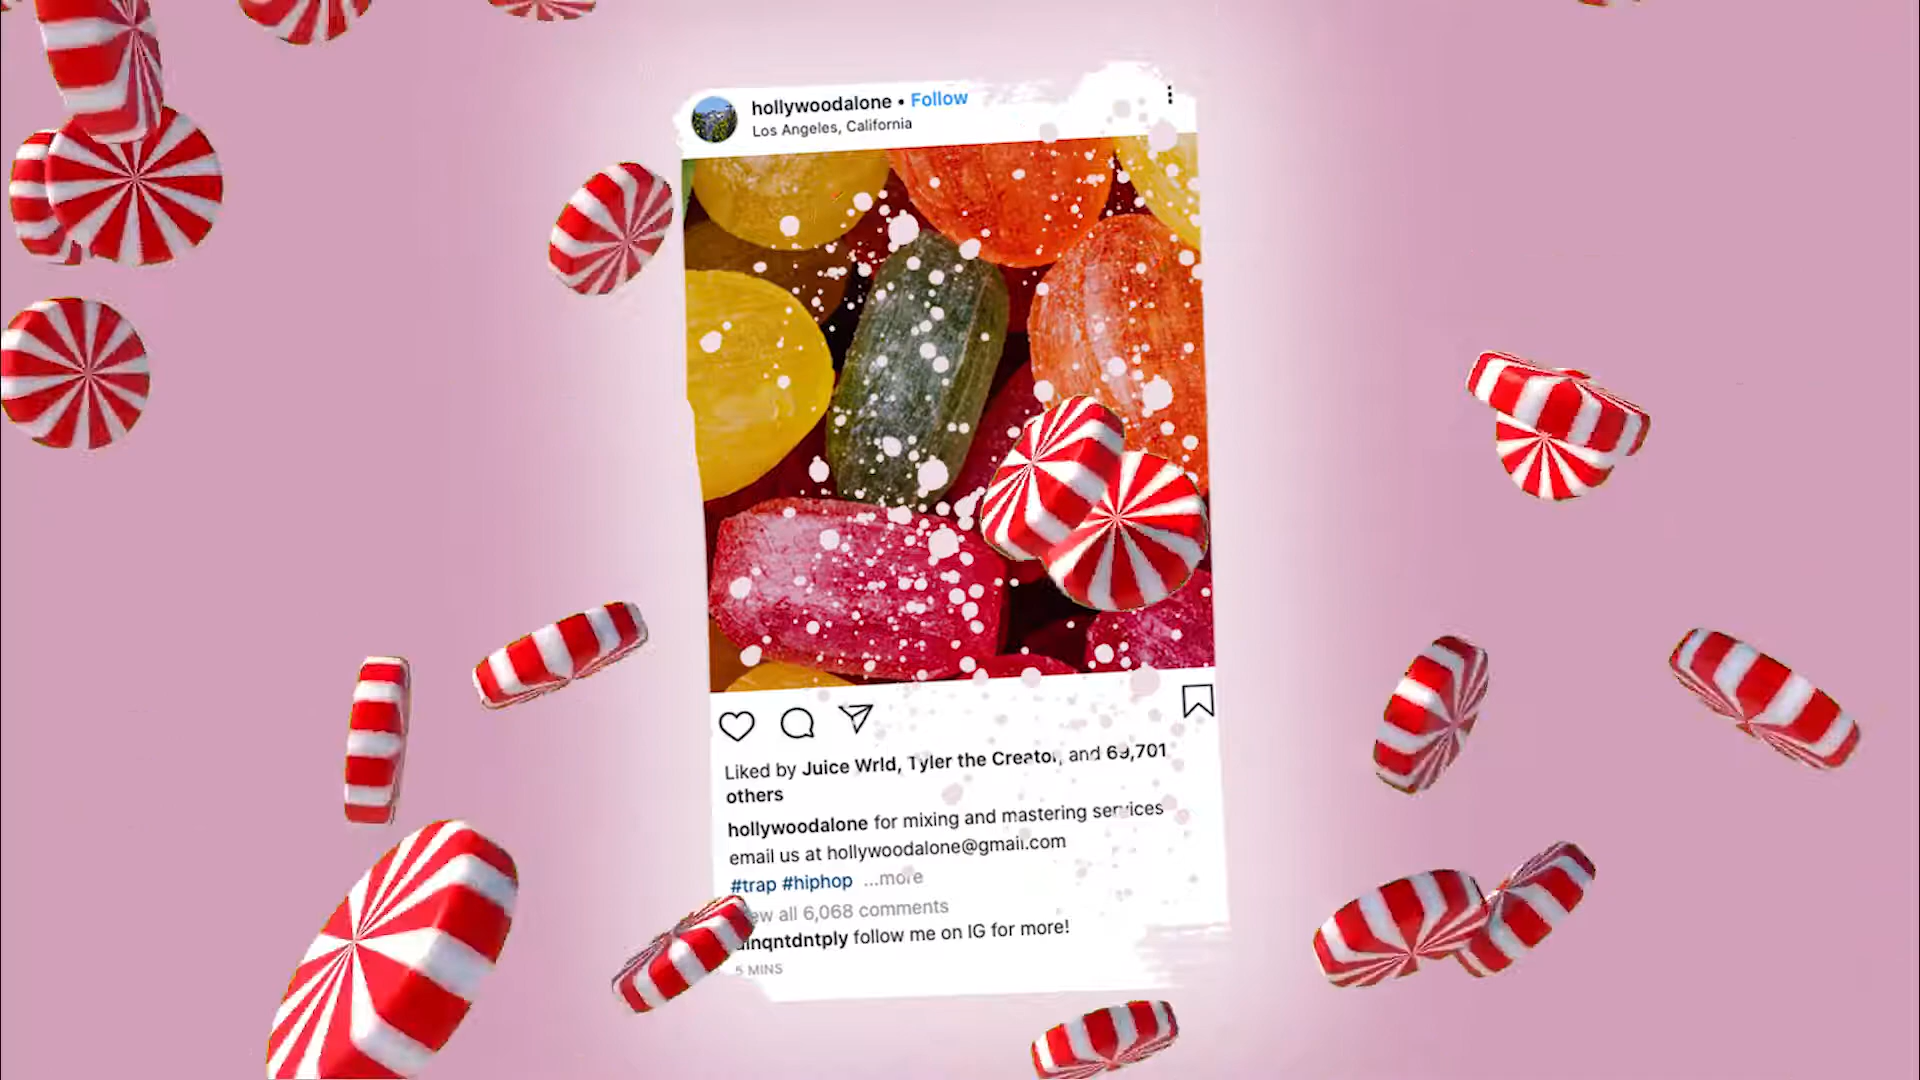 hollywoodalone • Follow
Los Angeles, California
Liked by Juice Wrld, Tyler the Creator, and 69,701
others
hollywoodalone for mixing and mastering services
email us at hollywoodalone@gmail.com
#trap #hiphop ...more
all 6,068 comments
follow me on IG for more!
5 MINS